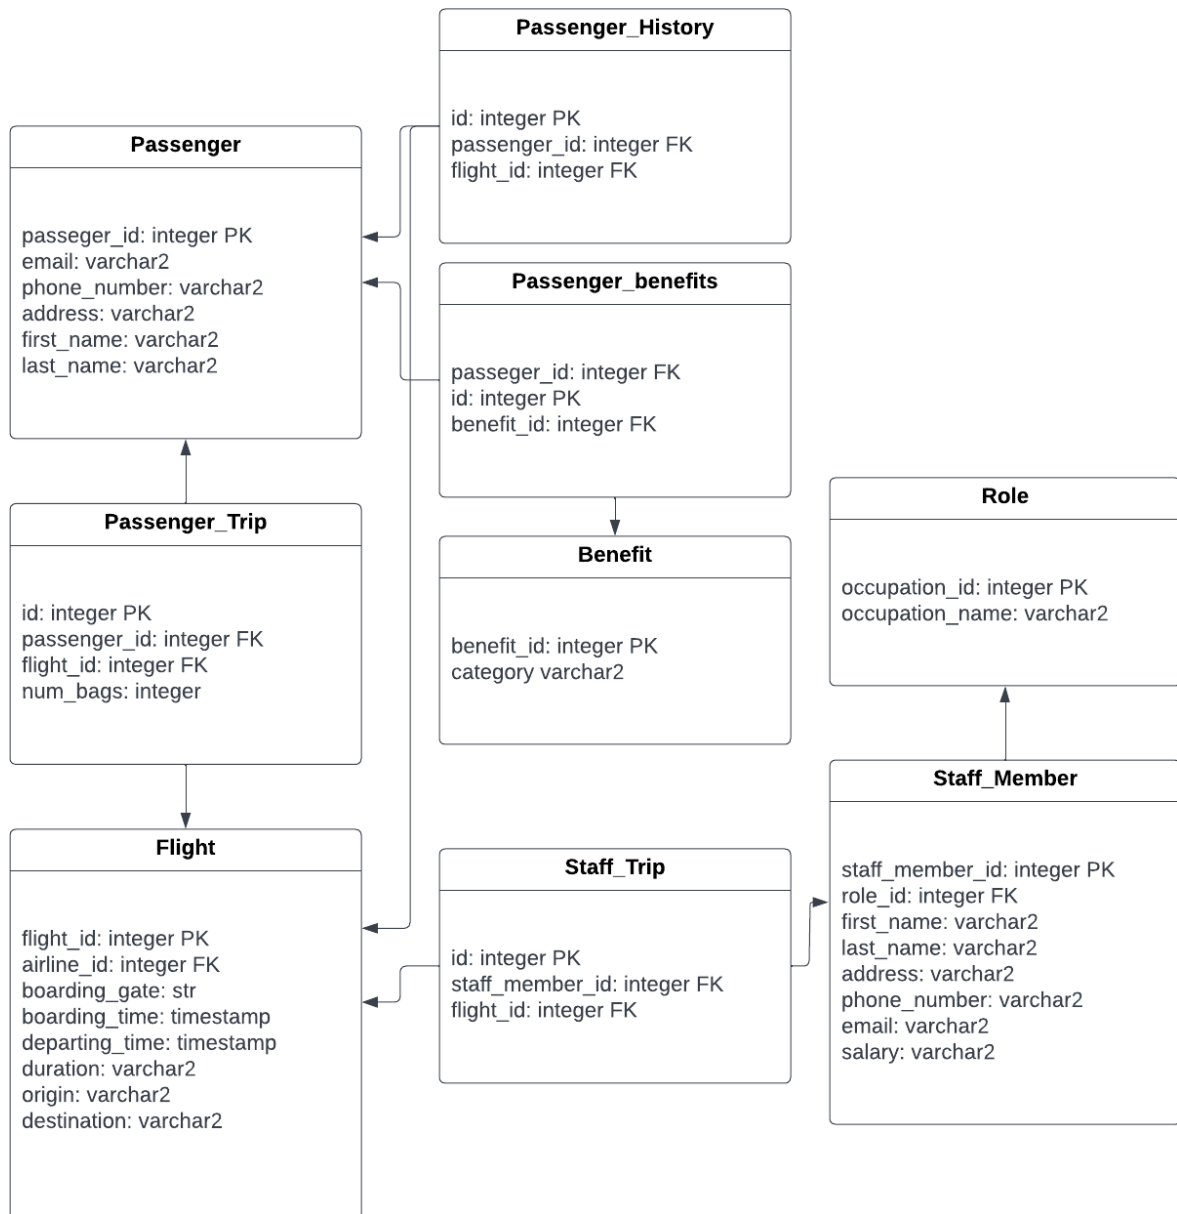 Passenger_History
id: integer PK
passenger_id: integer FK
flight_id: integer FK
Passenger
passeger_id: integer PK
email: varchar2
phone_number: varchar2
address: varchar2
first_name: varchar2
last_name: varchar2
Passenger_benefits
passeger_id: integer FK
id: integer PK
benefit_id: integer FK
Passenger_Trip
id: integer PK
passenger_id: integer FK
flight_id: integer FK
num_bags: integer
Benefit
benefit_id: integer PK
category varchar2
Role
occupation_id: integer PK
occupation_name: varchar2
Flight
flight_id: integer PK
airline_id: integer FK
boarding_gate: str
boarding_time: timestamp
departing_time: timestamp
duration: varchar2
origin: varchar2
destination: varchar2
Staff_Trip
id: integer PK
staff_member_id: integer FK
flight_id: integer FK
Staff_Member
staff_member_id: integer PK
role_id: integer FK
first_name: varchar2
last_name: varchar2
address: varchar2
phone_number: varchar2
email: varchar2
salary: varchar2